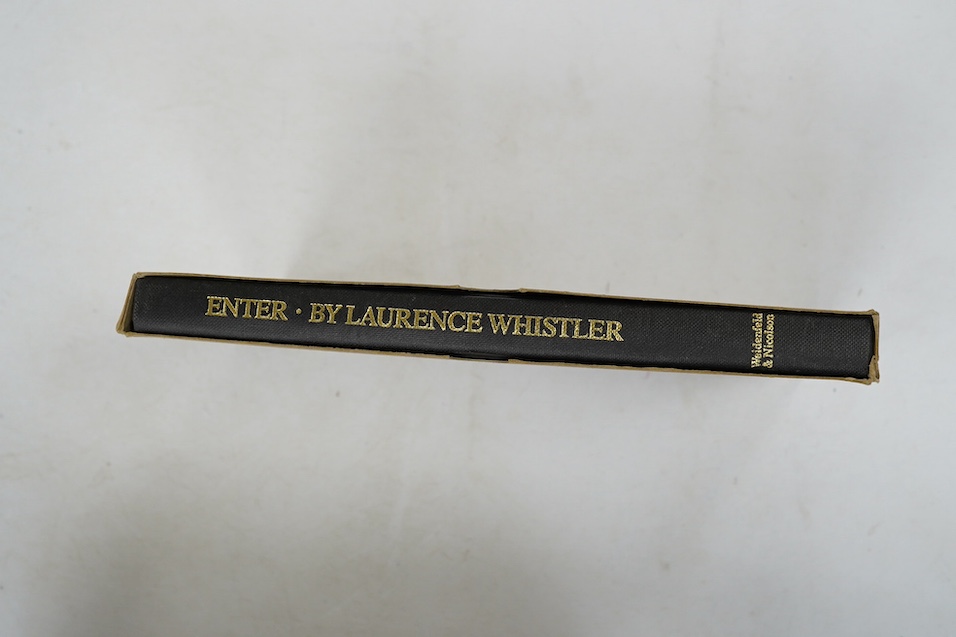 ENTER · BY LAURENCE WHISTLER
Weidenfeld
& Nicolson